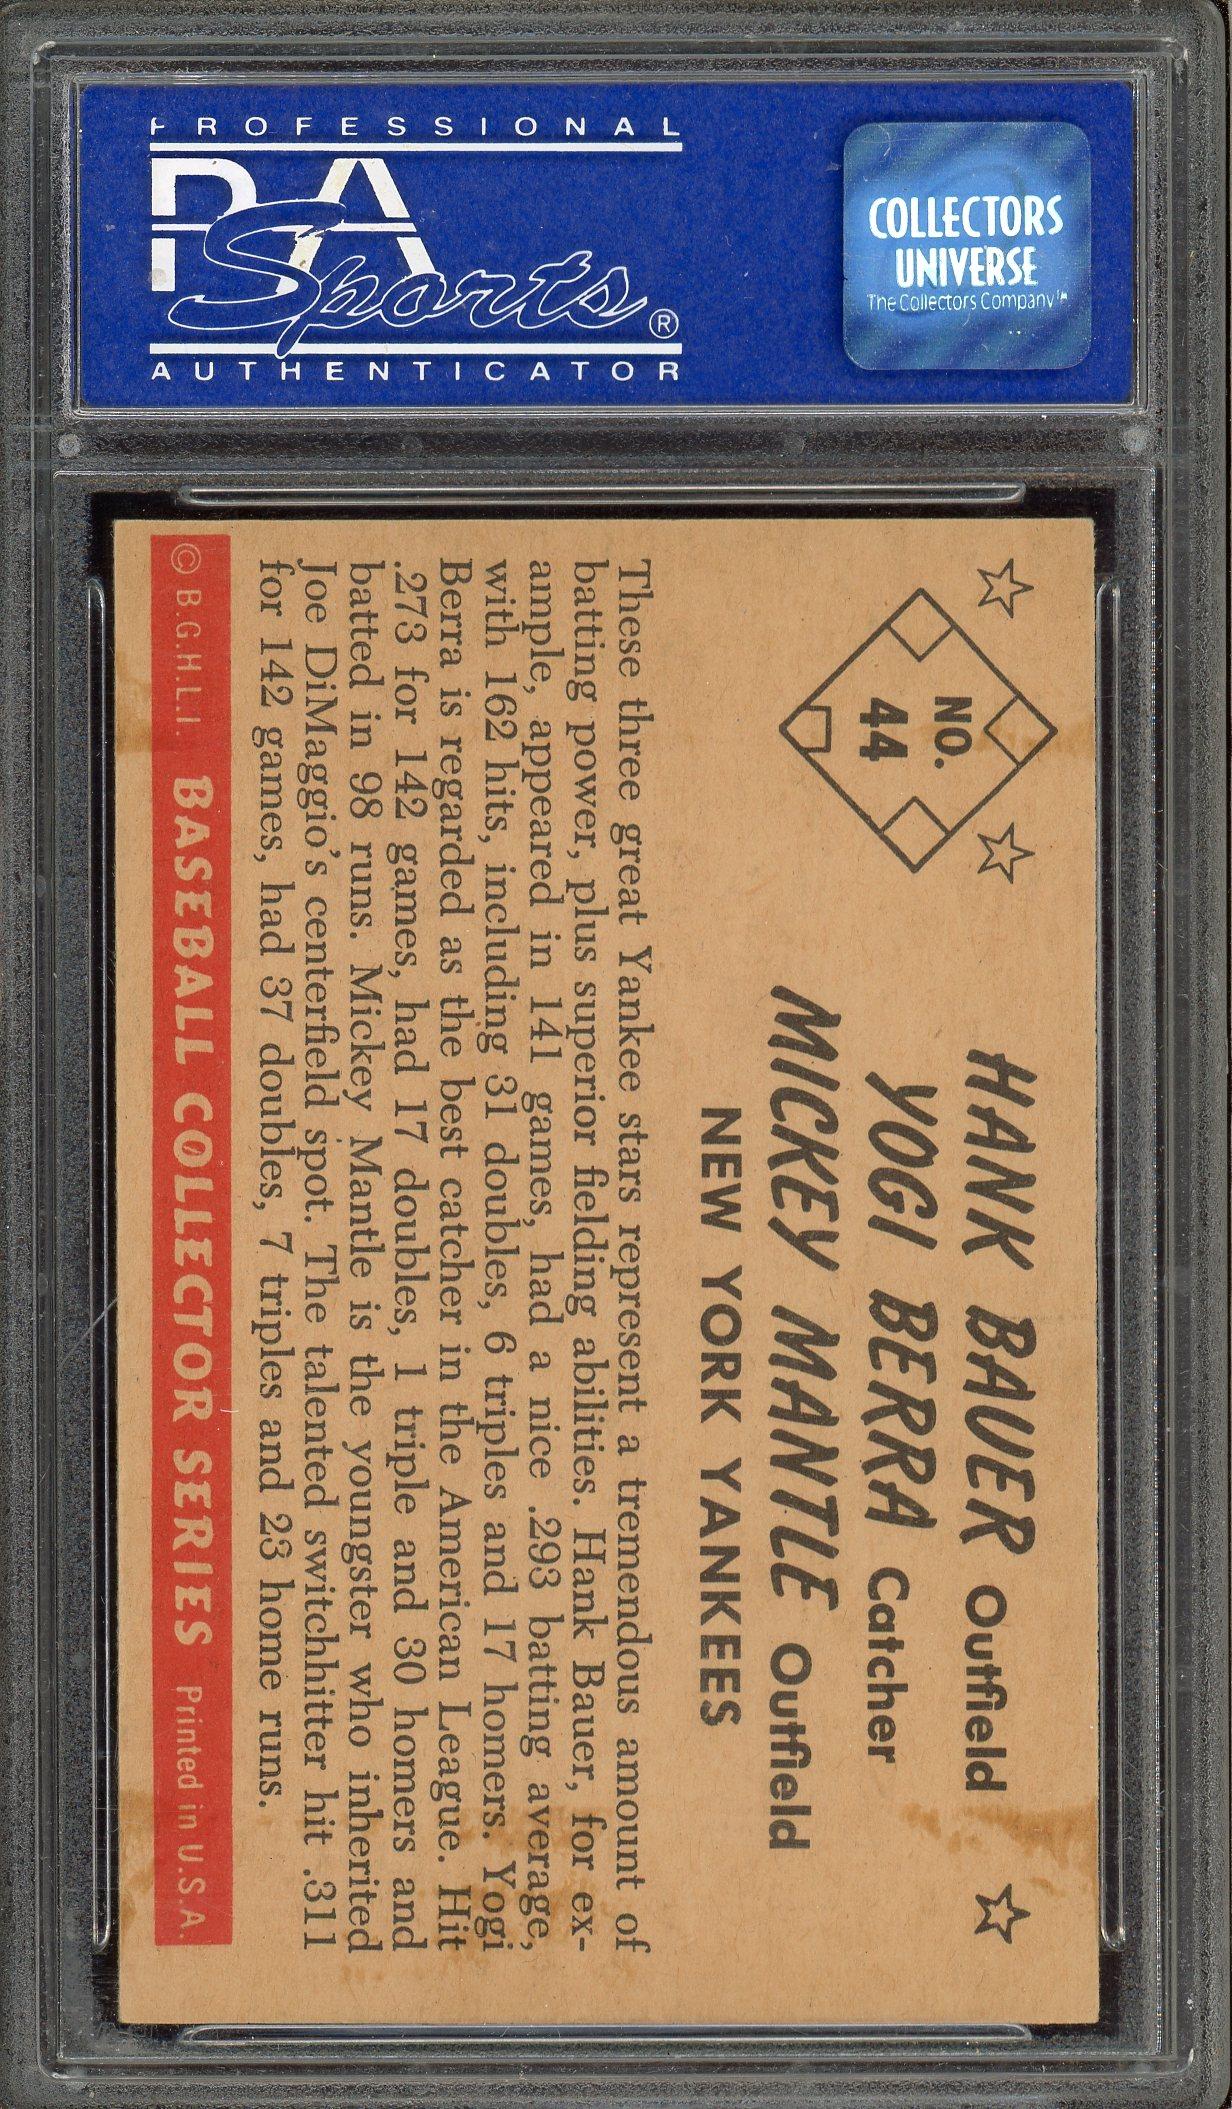 PROFESSIONAL
PSA
Sports®
AUTHENTICATOR
COLLECTORS
UNIVERSE
The Collectors Company™
NO.
44
HANK BAUER Outfield
YOGI BERRA Catcher
MICKEY MANTLE Outfield
NEW YORK YANKEES
These three great Yankee stars represent a tremendous amount of
batting power, plus superior fielding abilities. Hank Bauer, for ex-
ample, appeared in 141 games, had a nice .293 batting average,
with 162 hits, including 31 doubles, 6 triples and 17 homers. Yogi
Berra is regarded as the best catcher in the American League. Hit
.273 for 142 games, had 17 doubles, 1 triple and 30 homers and
batted in 98 runs. Mickey Mantle is the youngster who inherited
Joe DiMaggio's centerfield spot. The talented switchhitter hit .311
for 142 games, had 37 doubles, 7 triples and 23 home runs.
© B.G.H.L.I. BASEBALL COLLECTOR SERIES Printed in U.S.A.